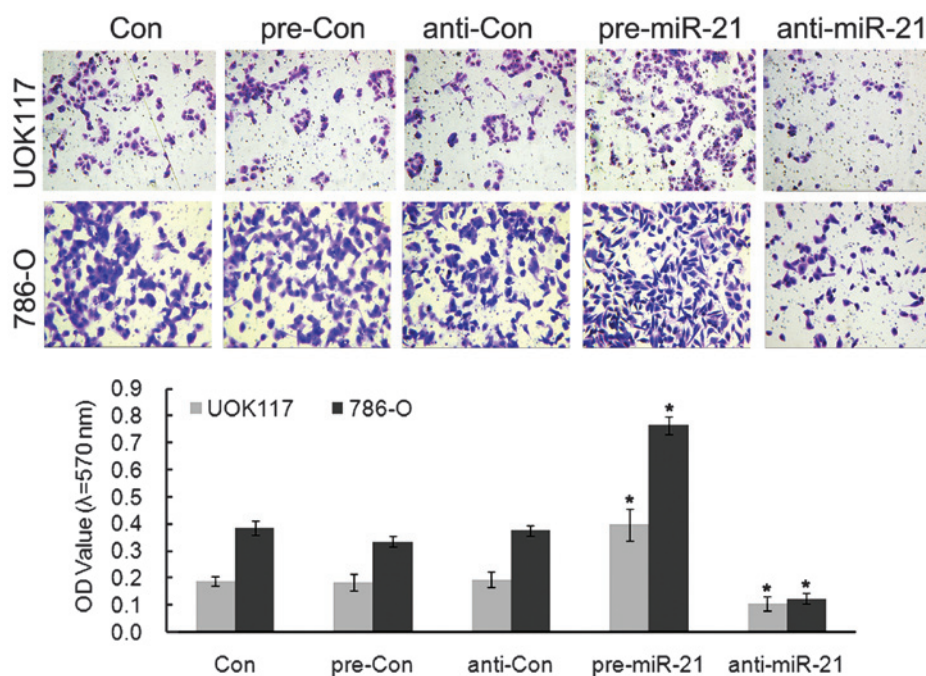 Con pre-Con anti-Con pre-miR-21 anti-miR-21
UOK117
786-O
OD Value (λ=570 nm)
0.9
0.8
0.7
0.6
0.5
0.4
0.3
0.2
0.1
0.0
UOK117 786-O
*
*
* *
Con pre-Con anti-Con pre-miR-21 anti-miR-21